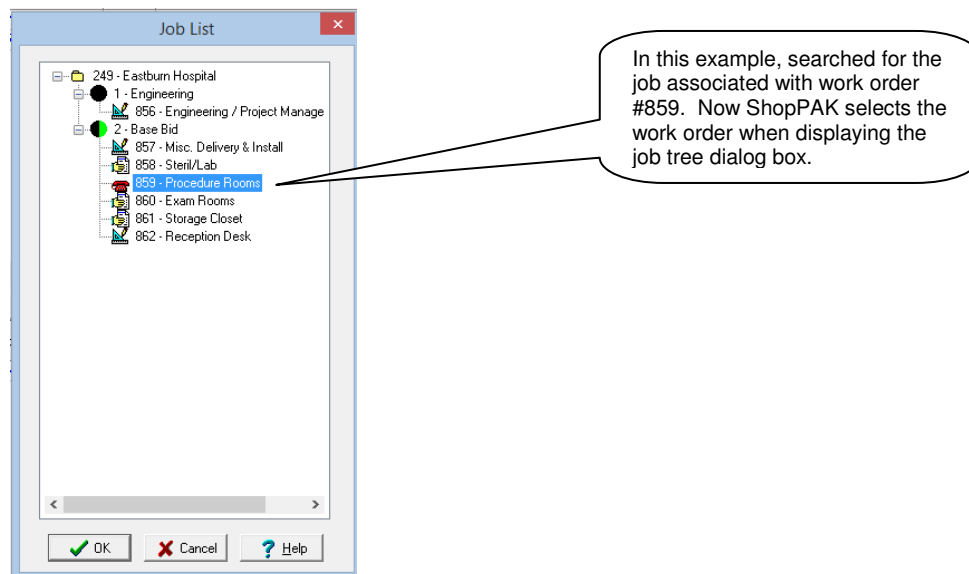 Job List
249 - Eastburn Hospital
1 - Engineering
856 - Engineering / Project Manage
2 - Base Bid
857 - Misc. Delivery & Install
858 - Steril/Lab
859 - Procedure Rooms
860 - Exam Rooms
861 - Storage Closet
862 - Reception Desk
OK
Cancel
Help
In this example, searched for the
job associated with work order
#859. Now ShopPAK selects the
work order when displaying the
job tree dialog box.